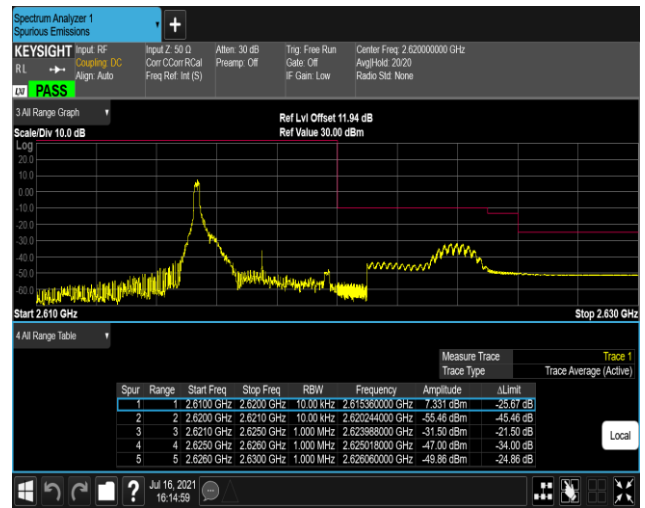 Spectrum Analyzer 1
Spurious Emissions
+
KEYSIGHT Input: RF Input Z: 50 Ω Atten: 30 dB Trig: Free Run Center Freq: 2.620000000 GHz
RL Coupling: DC Corr CCorr RCal Preamp: Off Gate: Off Avg|Hold: 20/20
Align: Auto Freq Ref: Int (S) IF Gain: Low Radio Std: None
LXI PASS
3 All Range Graph
Ref Lvl Offset 11.94 dB
Scale/Div 10.0 dB Ref Value 30.00 dBm
Log
20.0
10.0
0.00
-10.0
-20.0
-30.0
-40.0
-50.0
-60.0
Start 2.610 GHz Stop 2.630 GHz
4 All Range Table
Measure Trace Trace 1
Trace Type Trace Average (Active)
Spur Range Start Freq Stop Freq RBW Frequency Amplitude ΔLimit
1 1 2.6100 GHz 2.6200 GHz 10.00 kHz 2.615360000 GHz 7.331 dBm -25.67 dB
2 2 2.6200 GHz 2.6210 GHz 10.00 kHz 2.620244000 GHz -55.46 dBm -45.46 dB
3 3 2.6210 GHz 2.6250 GHz 1.000 MHz 2.623988000 GHz -31.50 dBm -21.50 dB
4 4 2.6250 GHz 2.6260 GHz 1.000 MHz 2.625018000 GHz -47.00 dBm -34.00 dB
5 5 2.6260 GHz 2.6300 GHz 1.000 MHz 2.626060000 GHz -49.86 dBm -24.86 dB
Local
? Jul 16, 2021
16:14:59